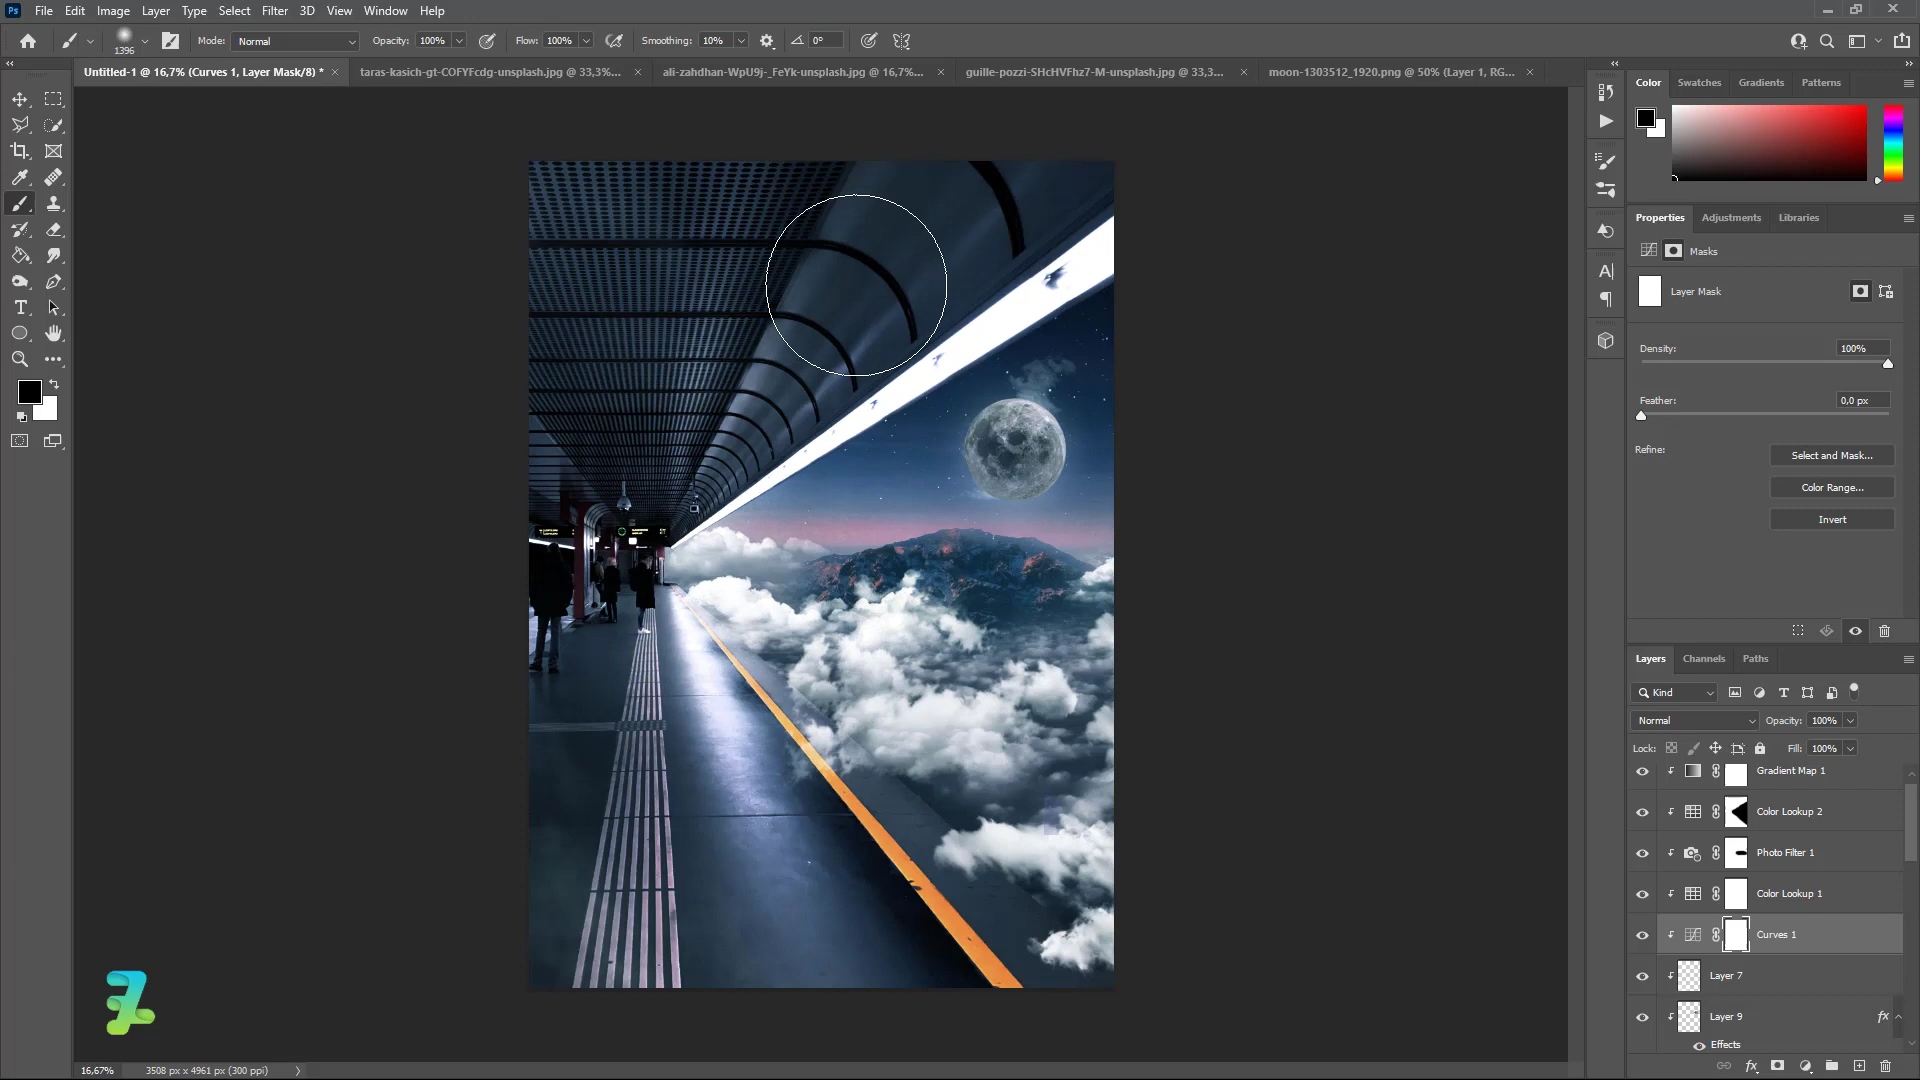 Ps File Edit Image Layer Type Select Filter 3D View Window Help
1396 Mode: Normal Opacity: 100% Flow: 100% Smoothing: 10% 0°
Untitled-1 @ 16,7% (Curves 1, Layer Mask/8) * × taras-kasich-gt-COFYFcdg-unsplash.jpg @ 33,3%... × ali-zahdhan-WpU9j-_FeYk-unsplash.jpg @ 16,7%... × guille-pozzi-SHcHVFhz7-M-unsplash.jpg @ 33,3... × moon-1303512_1920.png @ 50% (Layer 1, RG... ×
Color Swatches Gradients Patterns
Properties Adjustments Libraries
Masks
Layer Mask
Density: 100%
Feather: 0,0 px
Refine: Select and Mask...
Color Range...
Invert
Layers Channels Paths
Kind
Normal Opacity: 100%
Lock: Fill: 100%
Gradient Map 1
Color Lookup 2
Photo Filter 1
Color Lookup 1
Curves 1
Layer 7
Layer 9 fx
Effects
16,67% 3508 px x 4961 px (300 ppi)